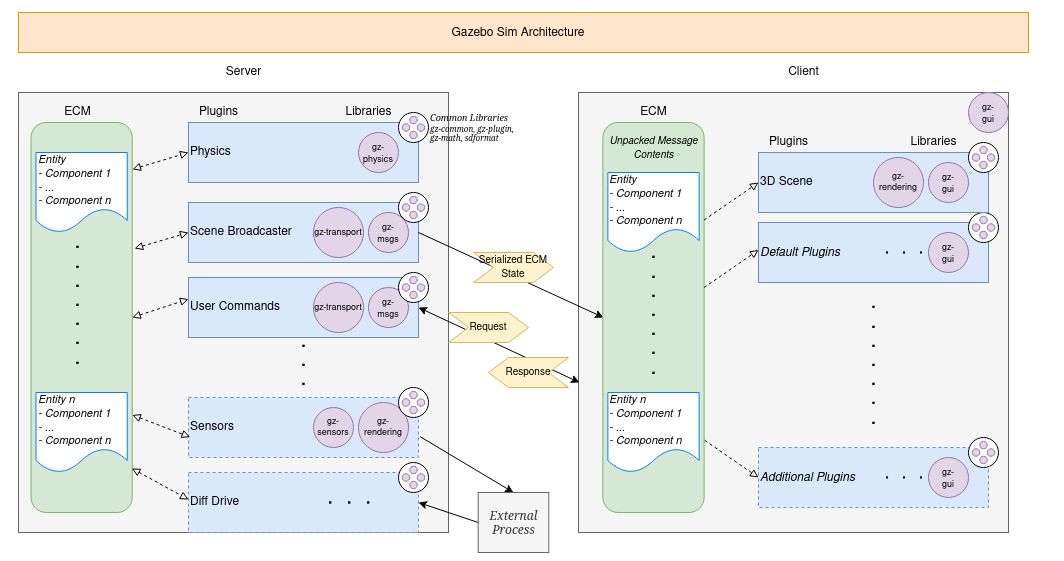 Gazebo Sim Architecture
Server
Client
ECM
Plugins
Libraries
Entity
- Component 1
- ...
- Component n
Entity n
- Component 1
- ...
- Component n
Physics
gz-
physics
Common Libraries
gz-common, gz-plugin,
gz-math, sdformat
Scene Broadcaster
gz-transport
gz-
msgs
User Commands
gz-transport
gz-
msgs
Sensors
gz-
sensors
gz-
rendering
Diff Drive
. . .
Serialized ECM
State
Request
Response
External
Process
ECM
Unpacked Message
Contents
Entity
- Component 1
- ...
- Component n
Entity n
- Component 1
- ...
- Component n
gz-
gui
Plugins
Libraries
3D Scene
gz-
rendering
gz-
gui
Default Plugins
. . .
gz-
gui
Additional Plugins
. . .
gz-
gui